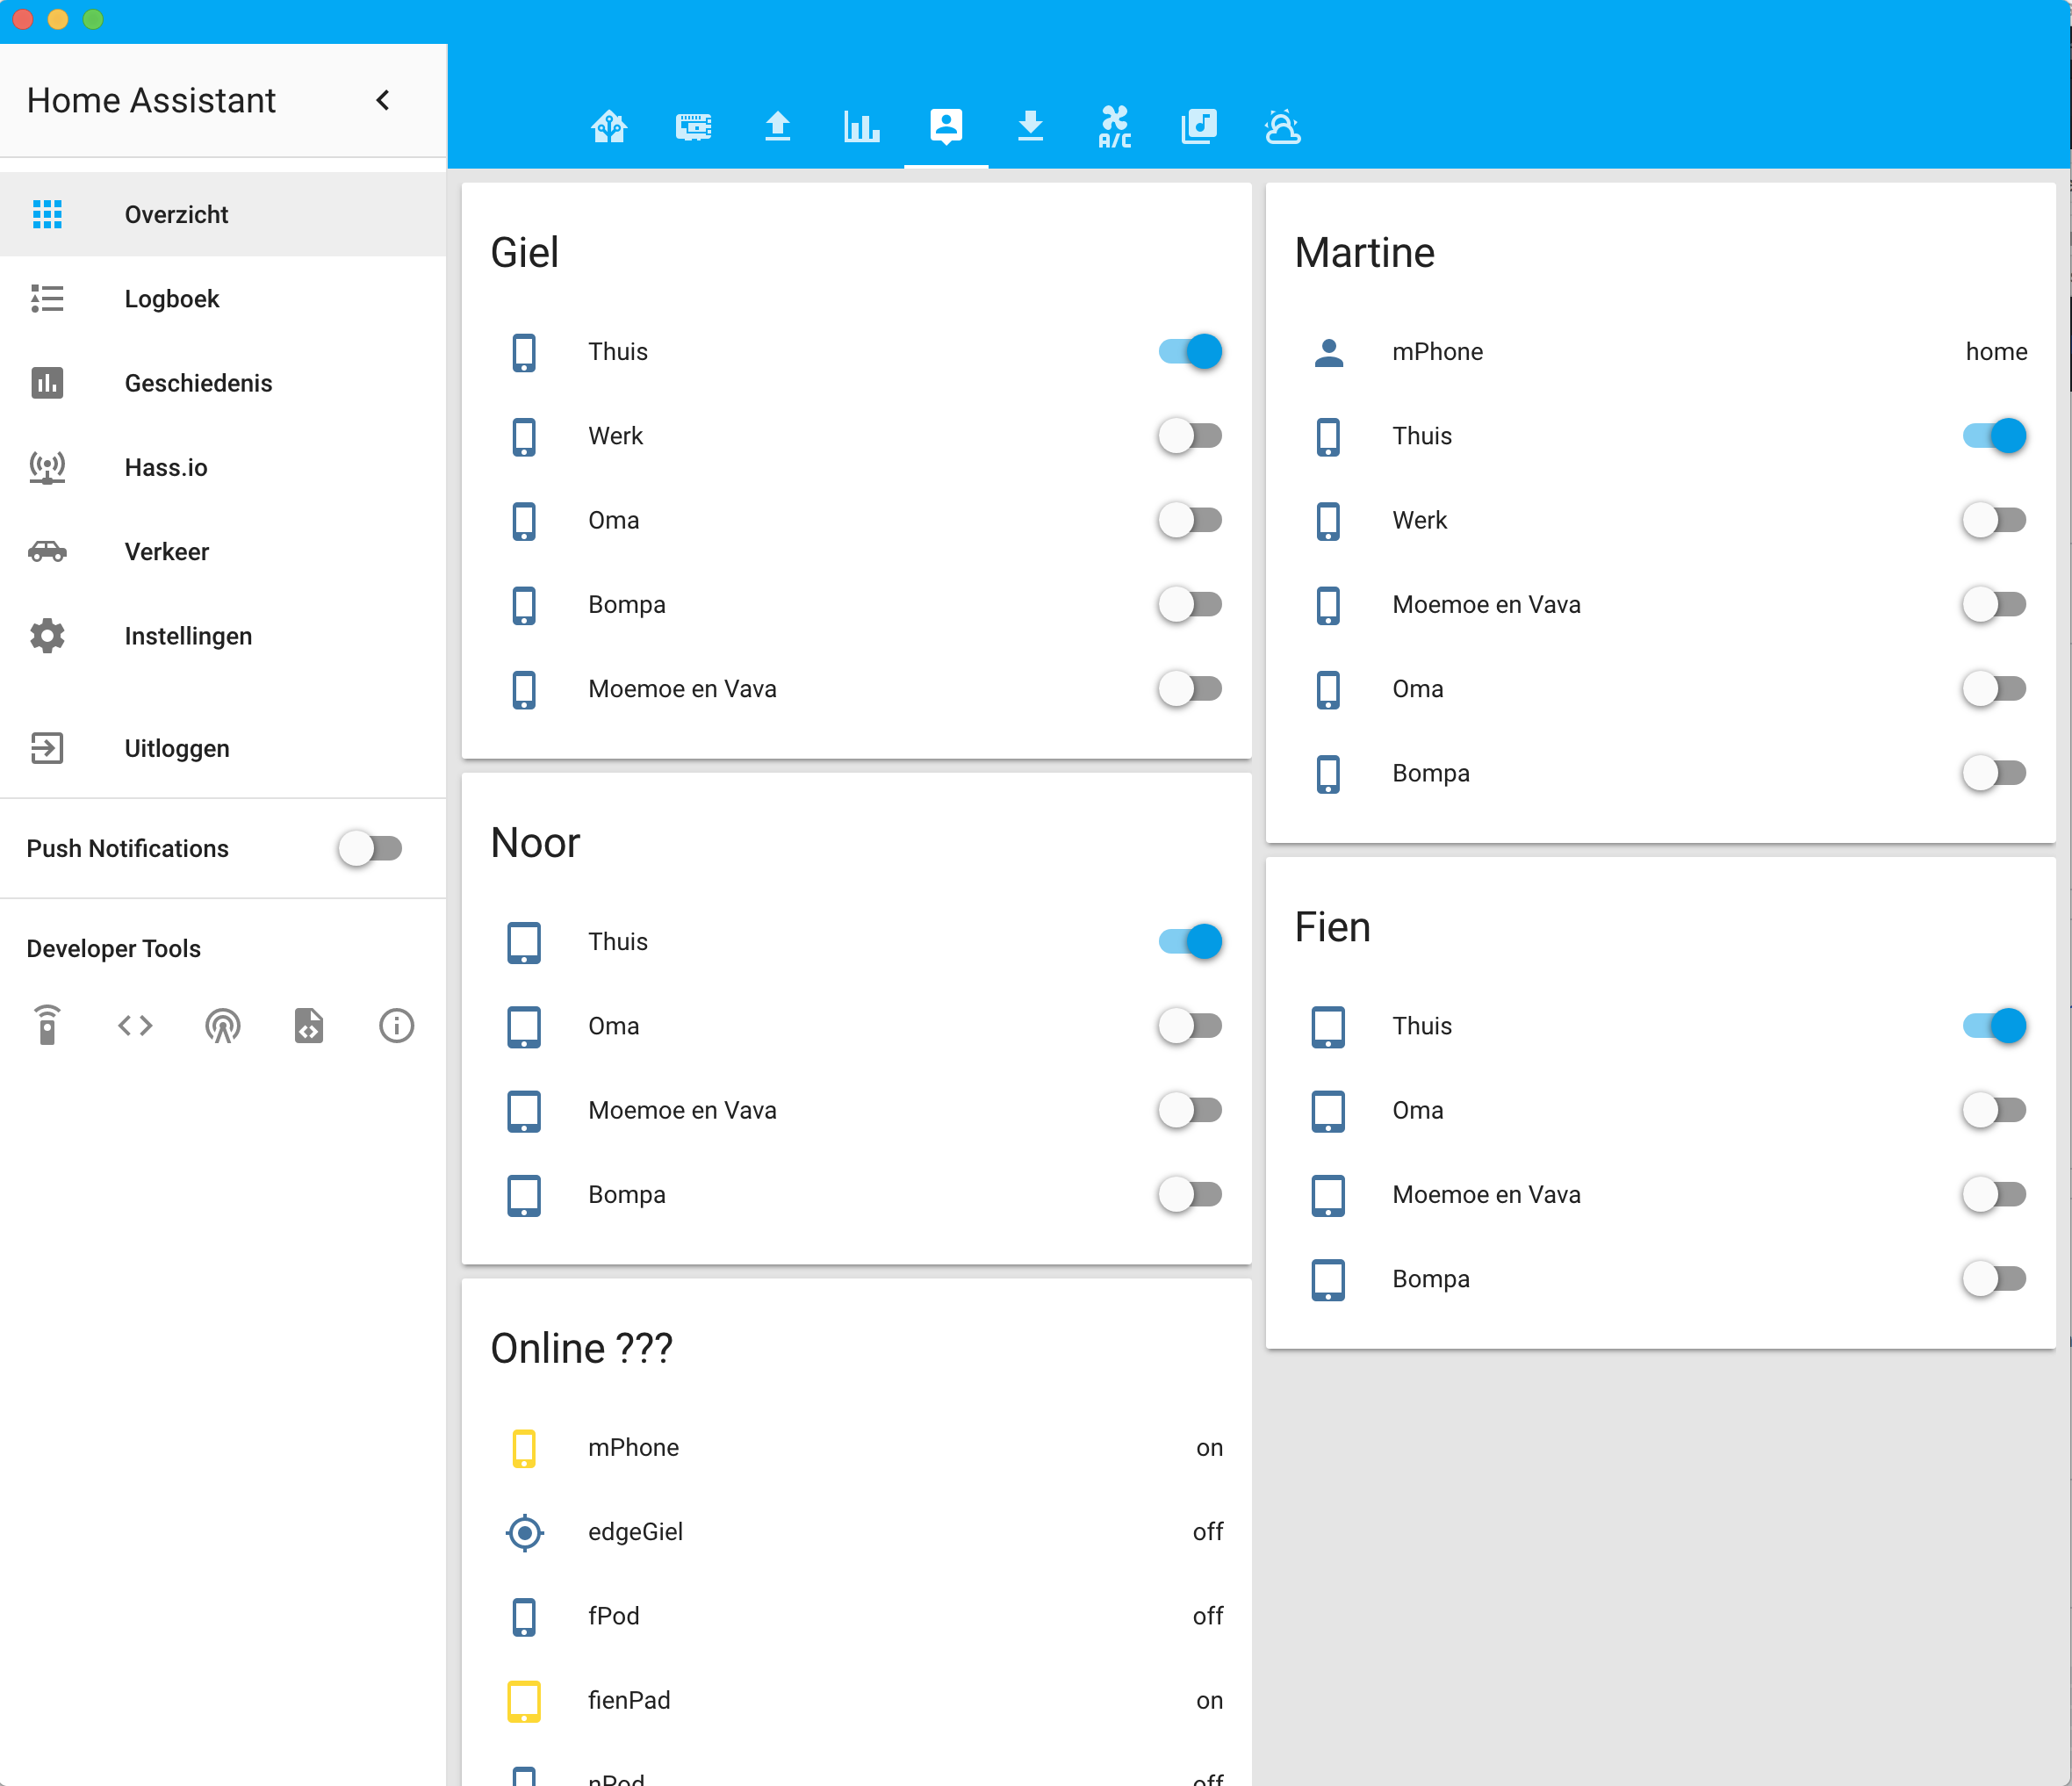 Home Assistant
Overzicht
Logboek
Geschiedenis
Hass.io
Verkeer
Instellingen
Uitloggen
Push Notifications
Developer Tools
A/C
Giel
Thuis
Werk
Oma
Bompa
Moemoe en Vava
Noor
Thuis
Oma
Moemoe en Vava
Bompa
Online ???
mPhone on
edgeGiel off
fPod off
fienPad on
nPod off
Martine
mPhone home
Thuis
Werk
Moemoe en Vava
Oma
Bompa
Fien
Thuis
Oma
Moemoe en Vava
Bompa